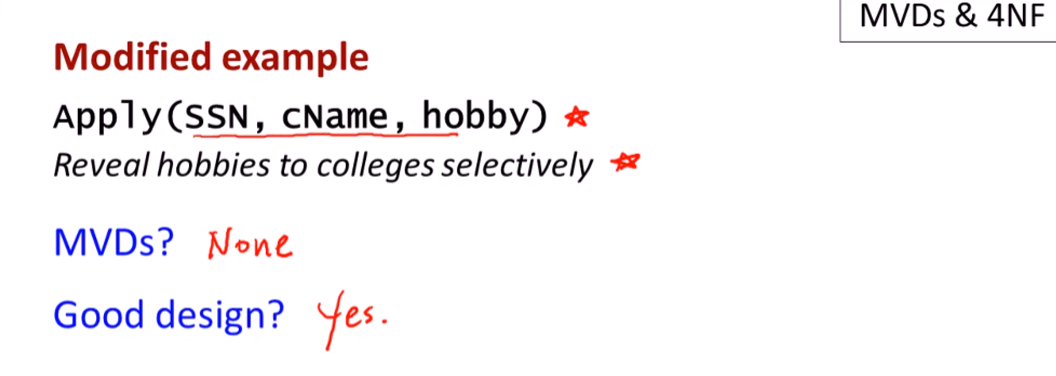 MVDs & 4NF
Modified example
Apply(SSN, cName, hobby)
Reveal hobbies to colleges selectively
MVDs? None
Good design? Yes.